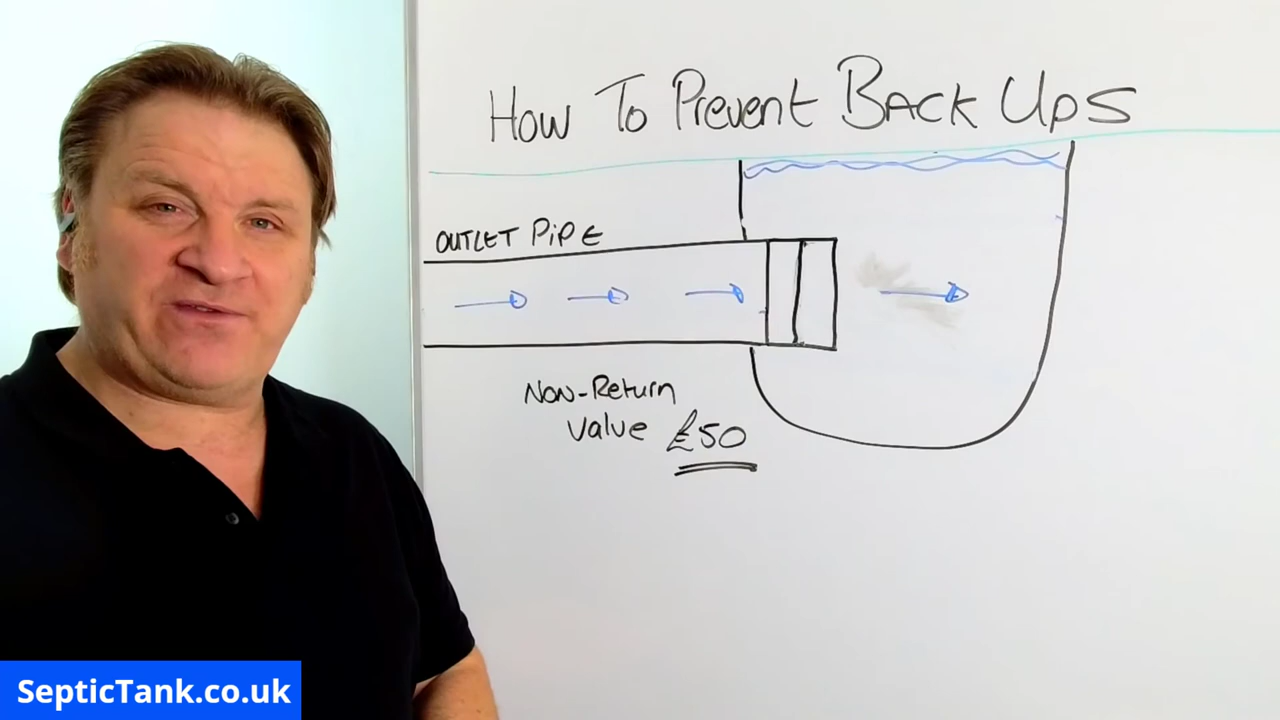 How To Prevent Back Ups
OUTLET PiPE
Non-Return
Value £50
SepticTank.co.uk